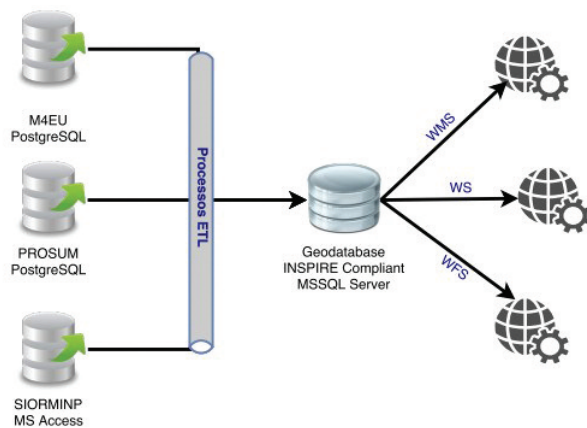 M4EU
PostgreSQL
PROSUM
PostgreSQL
SIORMINP
MS Access
Processos ETL
Geodatabase
INSPIRE Compliant
MSSQL Server
WMS
WS
WFS